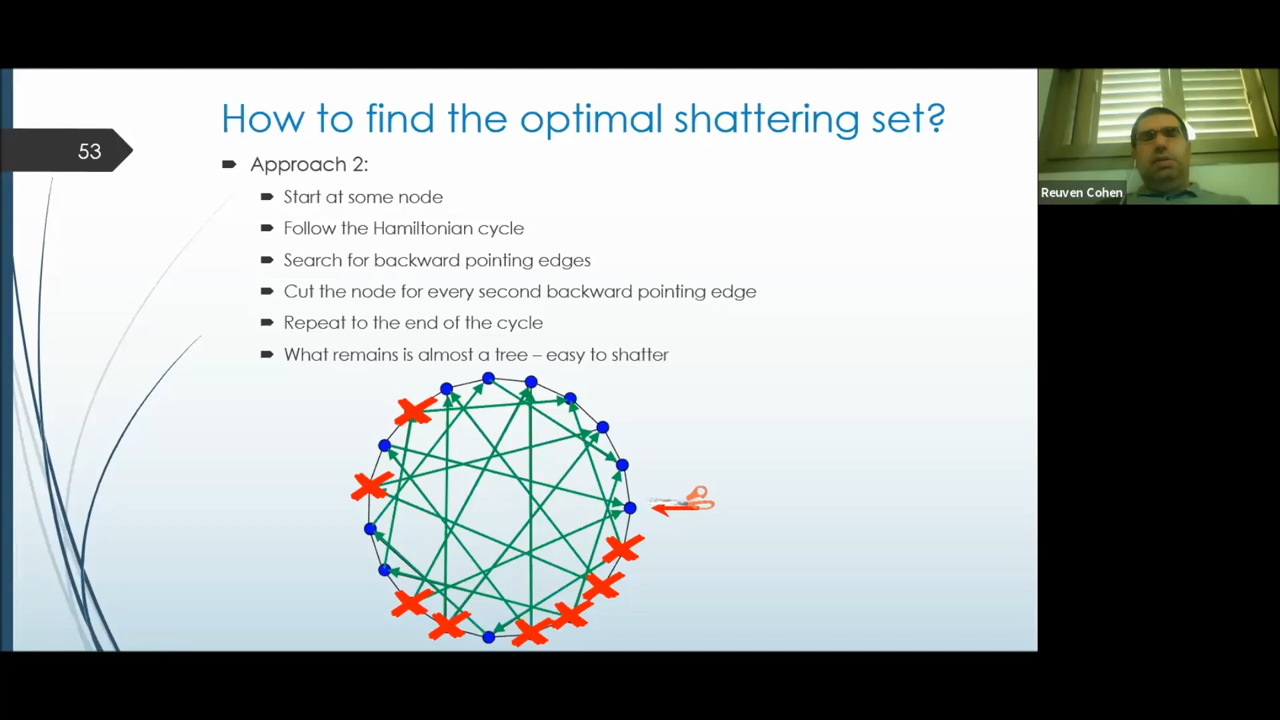 How to find the optimal shattering set?
53
Approach 2:
Start at some node
Follow the Hamiltonian cycle
Search for backward pointing edges
Cut the node for every second backward pointing edge
Repeat to the end of the cycle
What remains is almost a tree – easy to shatter
Reuven Cohen